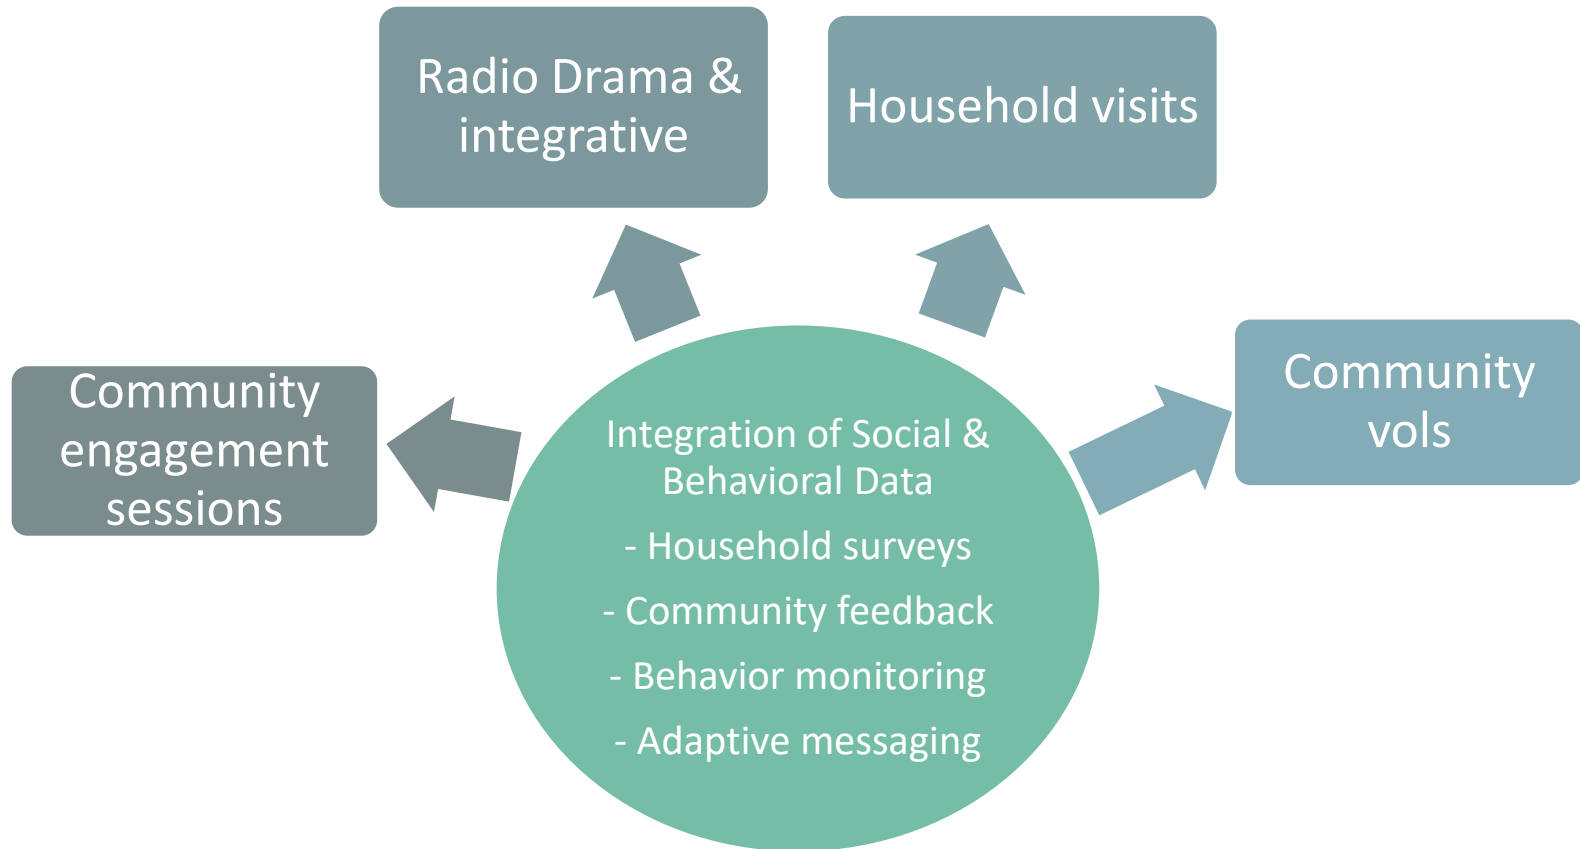 Radio Drama &
integrative
Household visits
Community
engagement
sessions
Community
vols
Integration of Social &
Behavioral Data
- Household surveys
- Community feedback
- Behavior monitoring
- Adaptive messaging